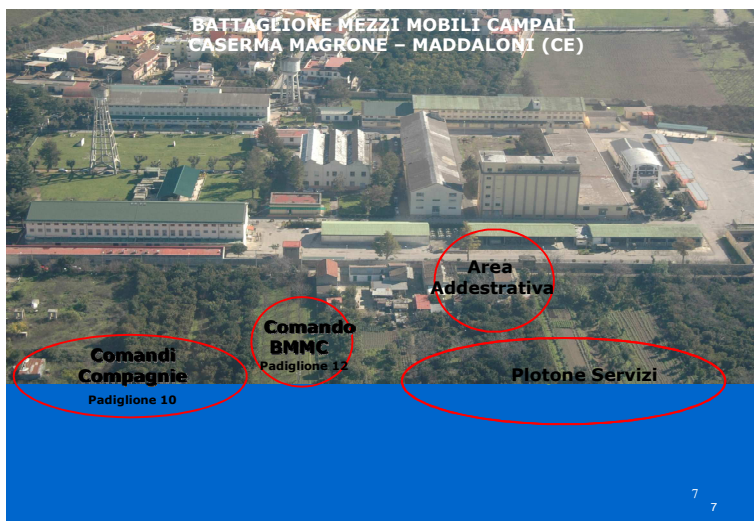 BATTAGLIONE MEZZI MOBILI CAMPALI
CASERMA MAGRONE – MADDALONI (CE)
Area
Addestrativa
Comando
BMMC
Padiglione 12
Comandi
Compagnie
Padiglione 10
Plotone Servizi
7
7